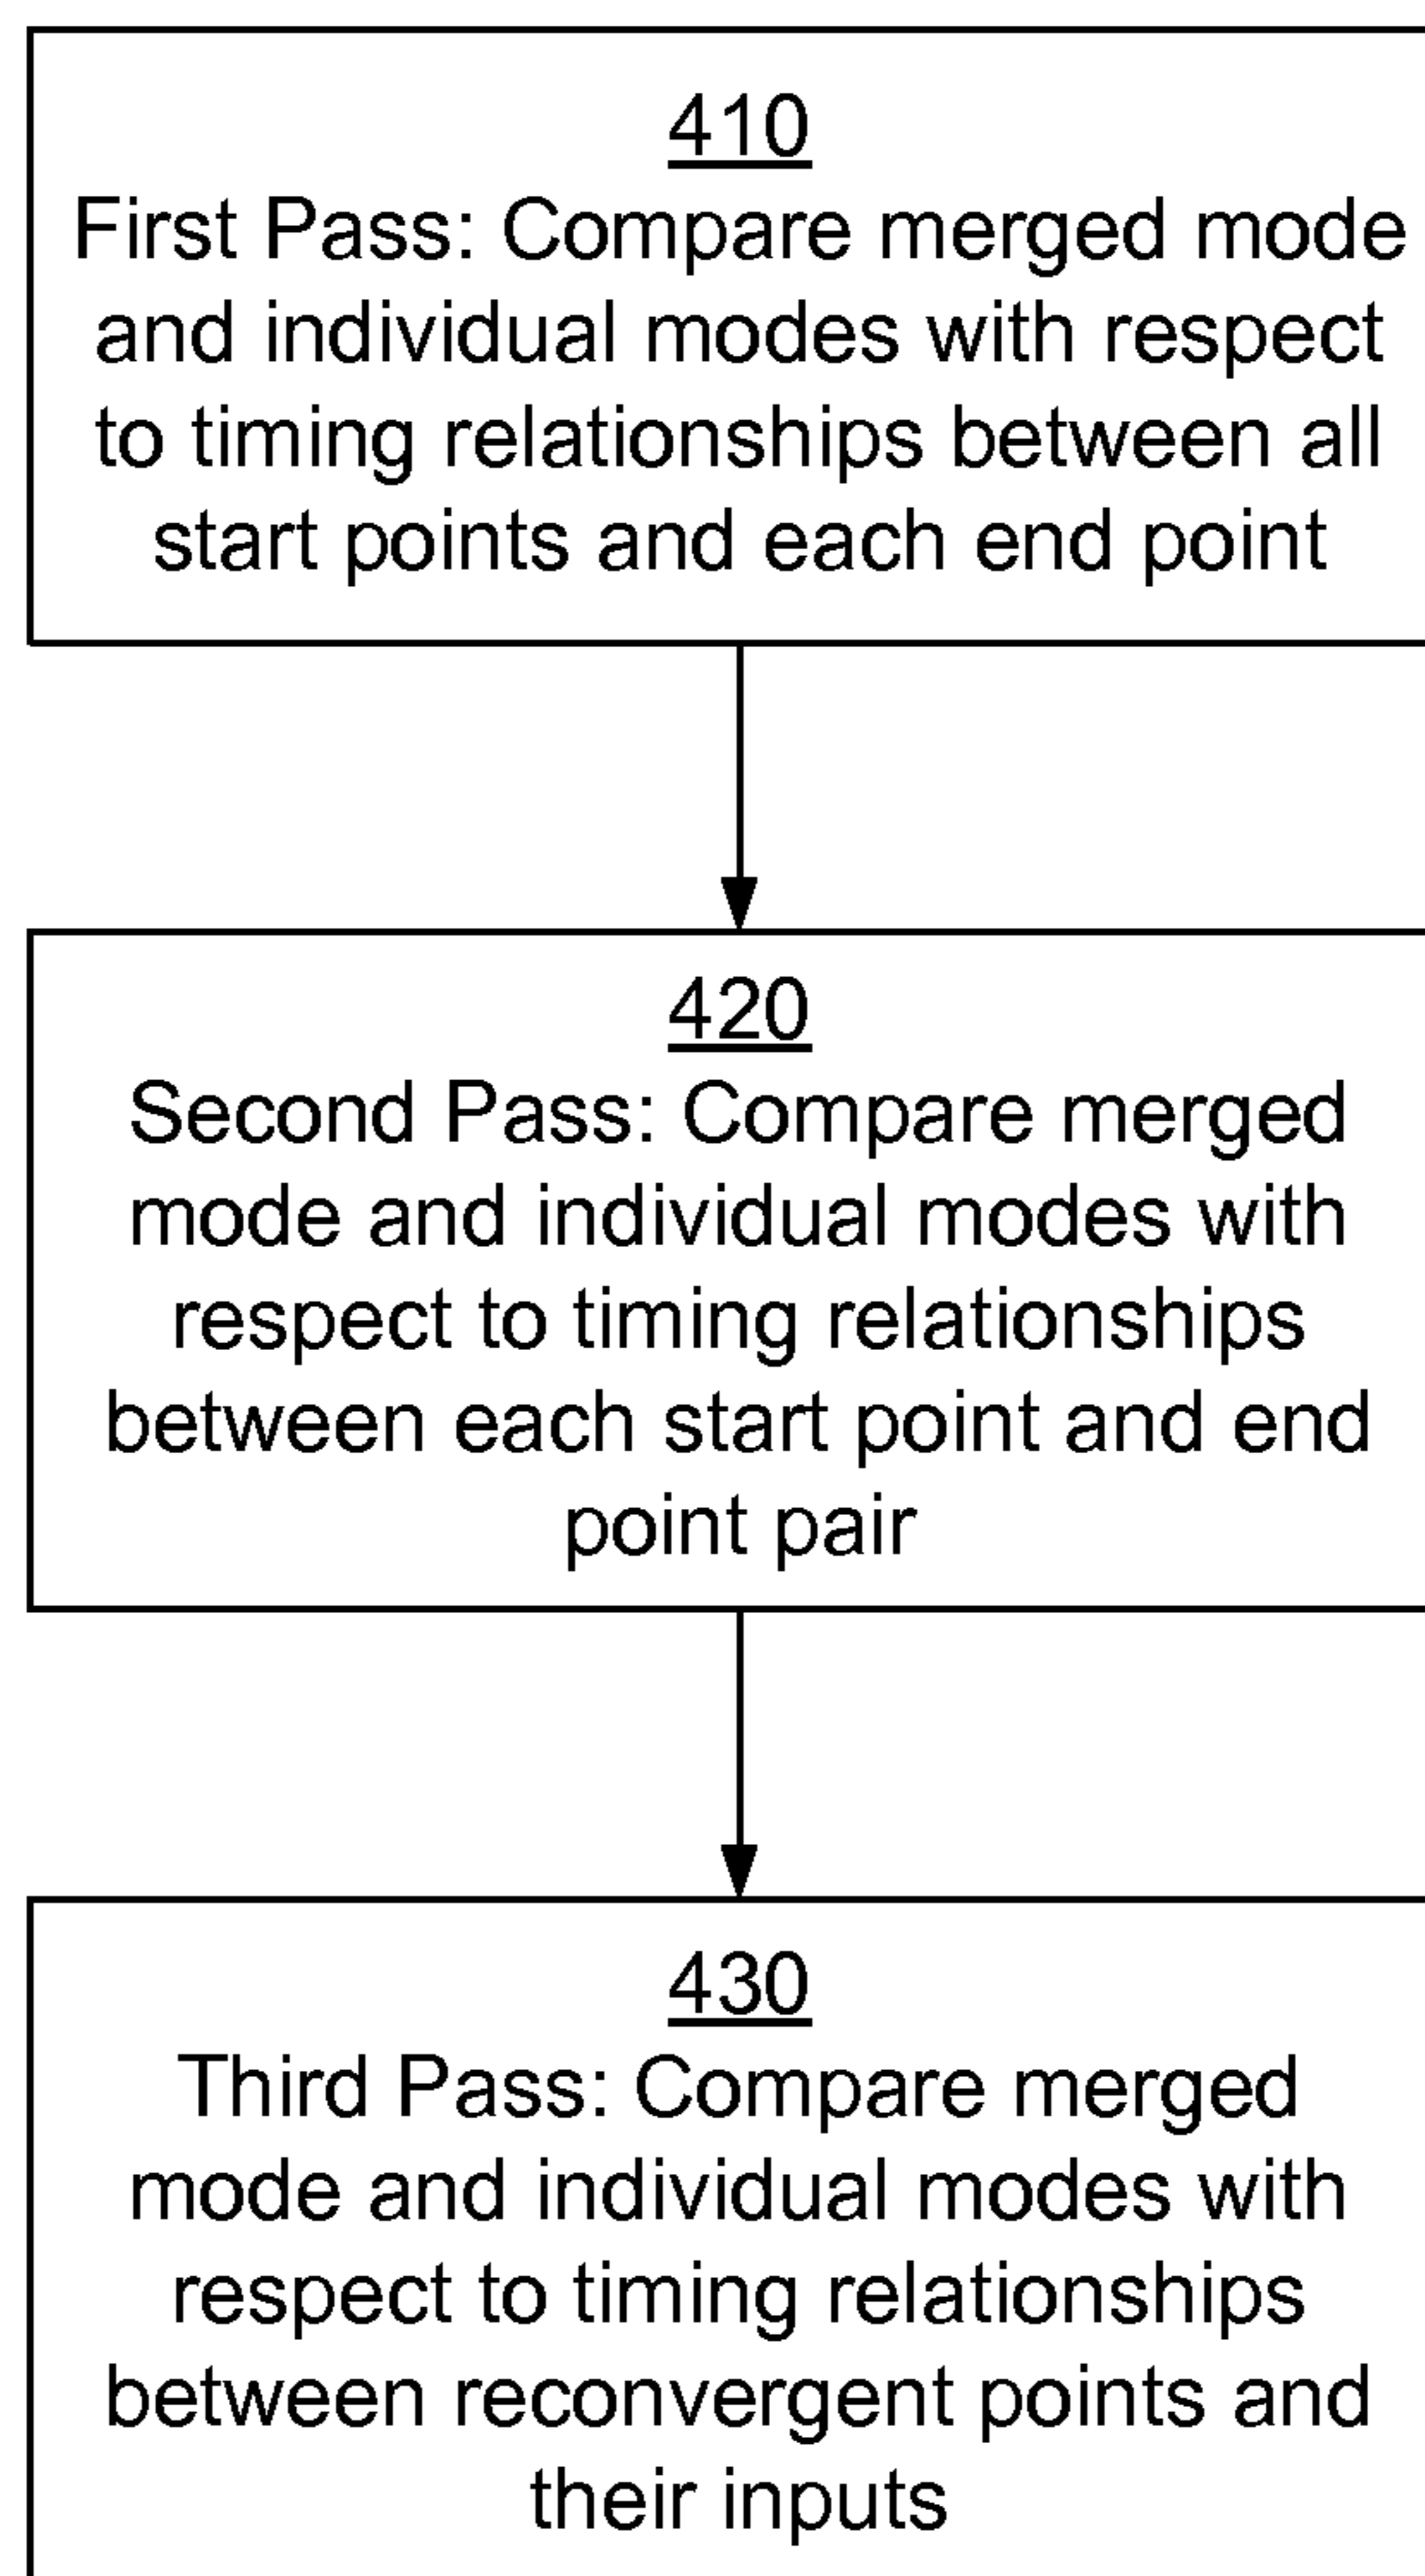 410
First Pass: Compare merged mode
and individual modes with respect
to timing relationships between all
start points and each end point
420
Second Pass: Compare merged
mode and individual modes with
respect to timing relationships
between each start point and end
point pair
430
Third Pass: Compare merged
mode and individual modes with
respect to timing relationships
between reconvergent points and
their inputs